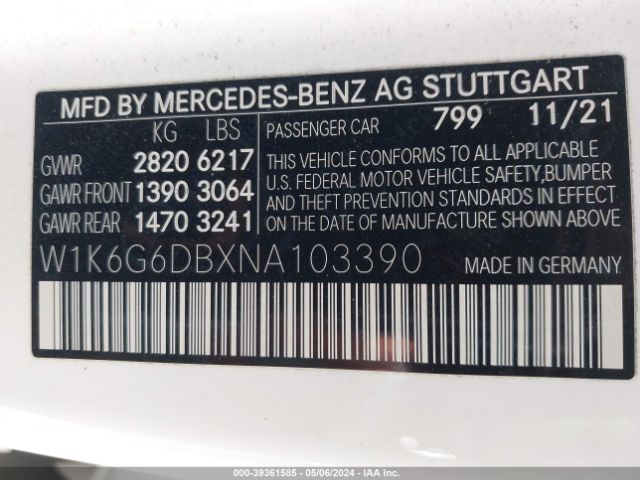 MFD BY MERCEDES-BENZ AG STUTTGART
KG LBS
GVWR 2820 6217
GAWR FRONT 1390 3064
GAWR REAR 1470 3241
PASSENGER CAR 799 11/21
THIS VEHICLE CONFORMS TO ALL APPLICABLE
U.S. FEDERAL MOTOR VEHICLE SAFETY,BUMPER
AND THEFT PREVENTION STANDARDS IN EFFECT
ON THE DATE OF MANUFACTURE SHOWN ABOVE
W1K6G6DBXNA103390 MADE IN GERMANY
© - 39361585 - 05/06/2024 - IAA Inc.